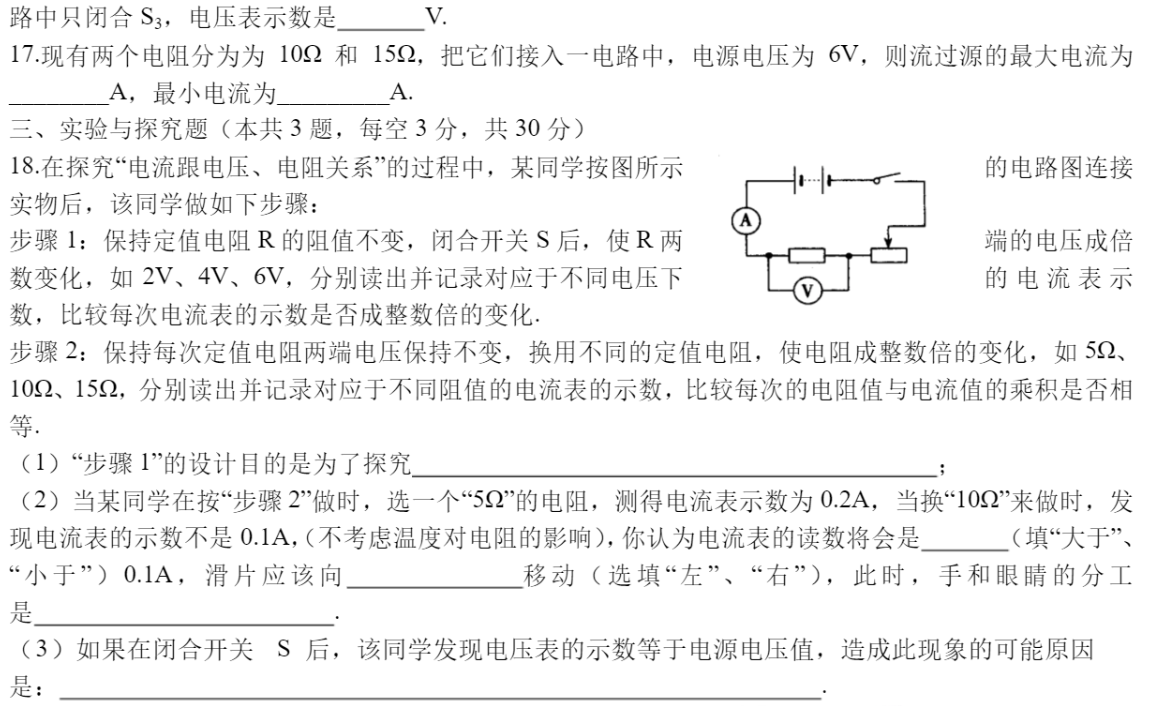 路中只闭合 S₃，电压表示数是_______V.
17.现有两个电阻分为为 10Ω 和 15Ω，把它们接入一电路中，电源电压为 6V，则流过源的最大电流为
________A，最小电流为_________A.
三、实验与探究题（本共 3 题，每空 3 分，共 30 分）
18.在探究“电流跟电压、电阻关系”的过程中，某同学按图所示的电路图连接
实物后，该同学做如下步骤：
步骤 1：保持定值电阻 R 的阻值不变，闭合开关 S 后，使 R 两端的电压成倍
数变化，如 2V、4V、6V，分别读出并记录对应于不同电压下的电流表示
数，比较每次电流表的示数是否成整数倍的变化.
A
V
步骤 2：保持每次定值电阻两端电压保持不变，换用不同的定值电阻，使电阻成整数倍的变化，如 5Ω、
10Ω、15Ω，分别读出并记录对应于不同阻值的电流表的示数，比较每次的电阻值与电流值的乘积是否相
等.
（1）“步骤 1”的设计目的是为了探究__________________________________________；
（2）当某同学在按“步骤 2”做时，选一个“5Ω”的电阻，测得电流表示数为 0.2A，当换“10Ω”来做时，发
现电流表的示数不是 0.1A，（不考虑温度对电阻的影响），你认为电流表的读数将会是_______（填“大于”、
“小于”）0.1A，滑片应该向______________移动（选填“左”、“右”），此时，手和眼睛的分工
是________________________.
（3）如果在闭合开关 S 后，该同学发现电压表的示数等于电源电压值，造成此现象的可能原因
是：_____________________________________________________________.